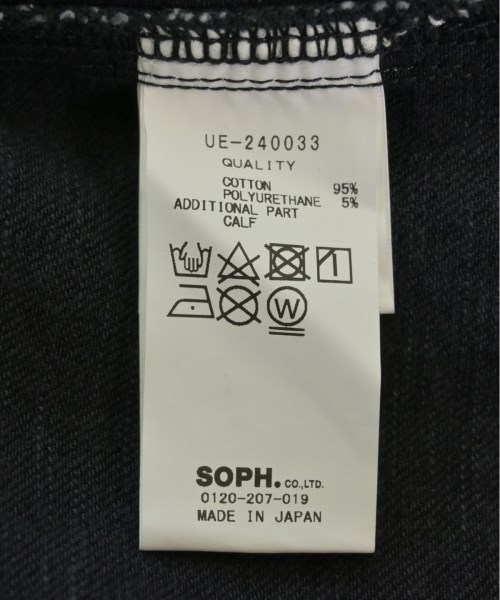 UE-240033
QUALITY
COTTON 95%
POLYURETHANE 5%
ADDITIONAL PART
CALF
W
SOPH. CO.,LTD.
0120-207-019
MADE IN JAPAN